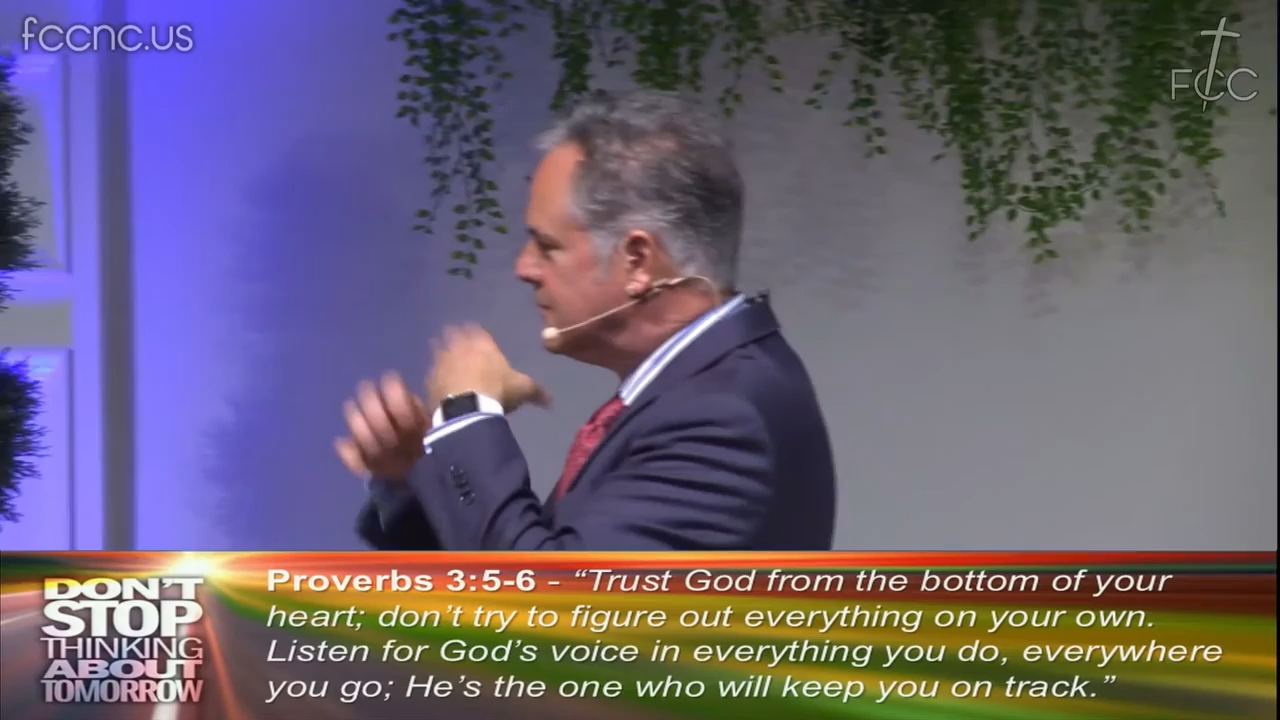 fccnc.us
FCC
DON'T
STOP
THINKING
ABOUT
TOMORROW
Proverbs 3:5-6 - “Trust God from the bottom of your
heart; don’t try to figure out everything on your own.
Listen for God’s voice in everything you do, everywhere
you go; He’s the one who will keep you on track.”